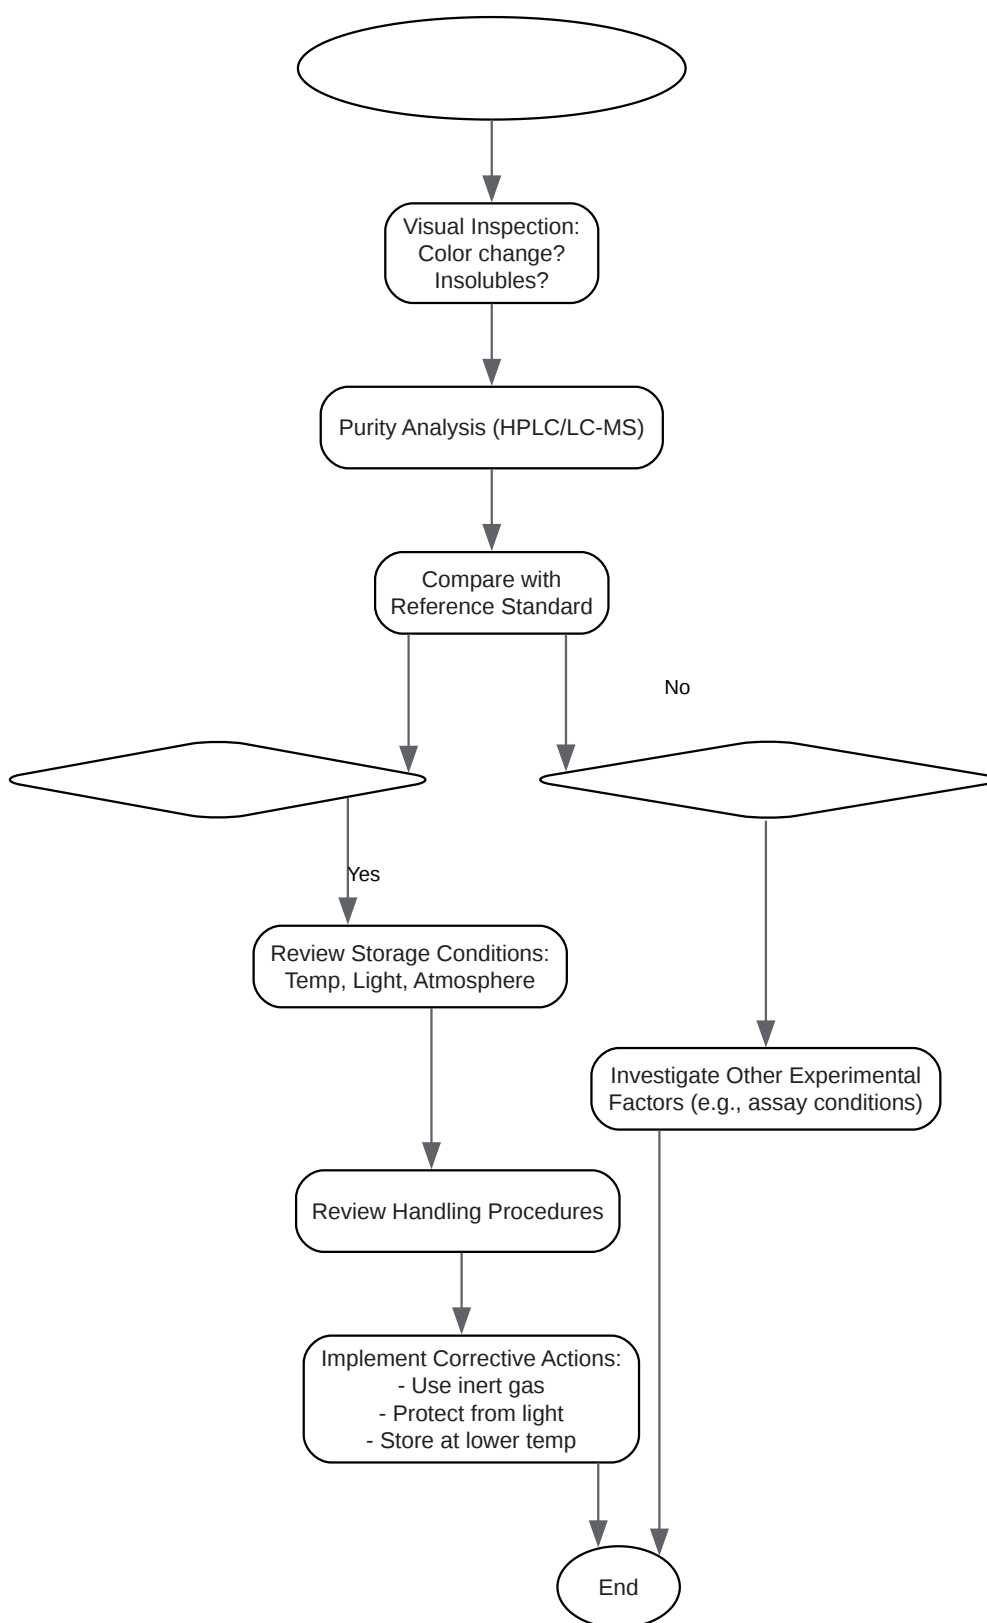 Visual Inspection:
Color change?
Insolubles?
Purity Analysis (HPLC/LC-MS)
Compare with
Reference Standard
No
Yes
Review Storage Conditions:
Temp, Light, Atmosphere
Investigate Other Experimental
Factors (e.g., assay conditions)
Review Handling Procedures
Implement Corrective Actions:
- Use inert gas
- Protect from light
- Store at lower temp
End